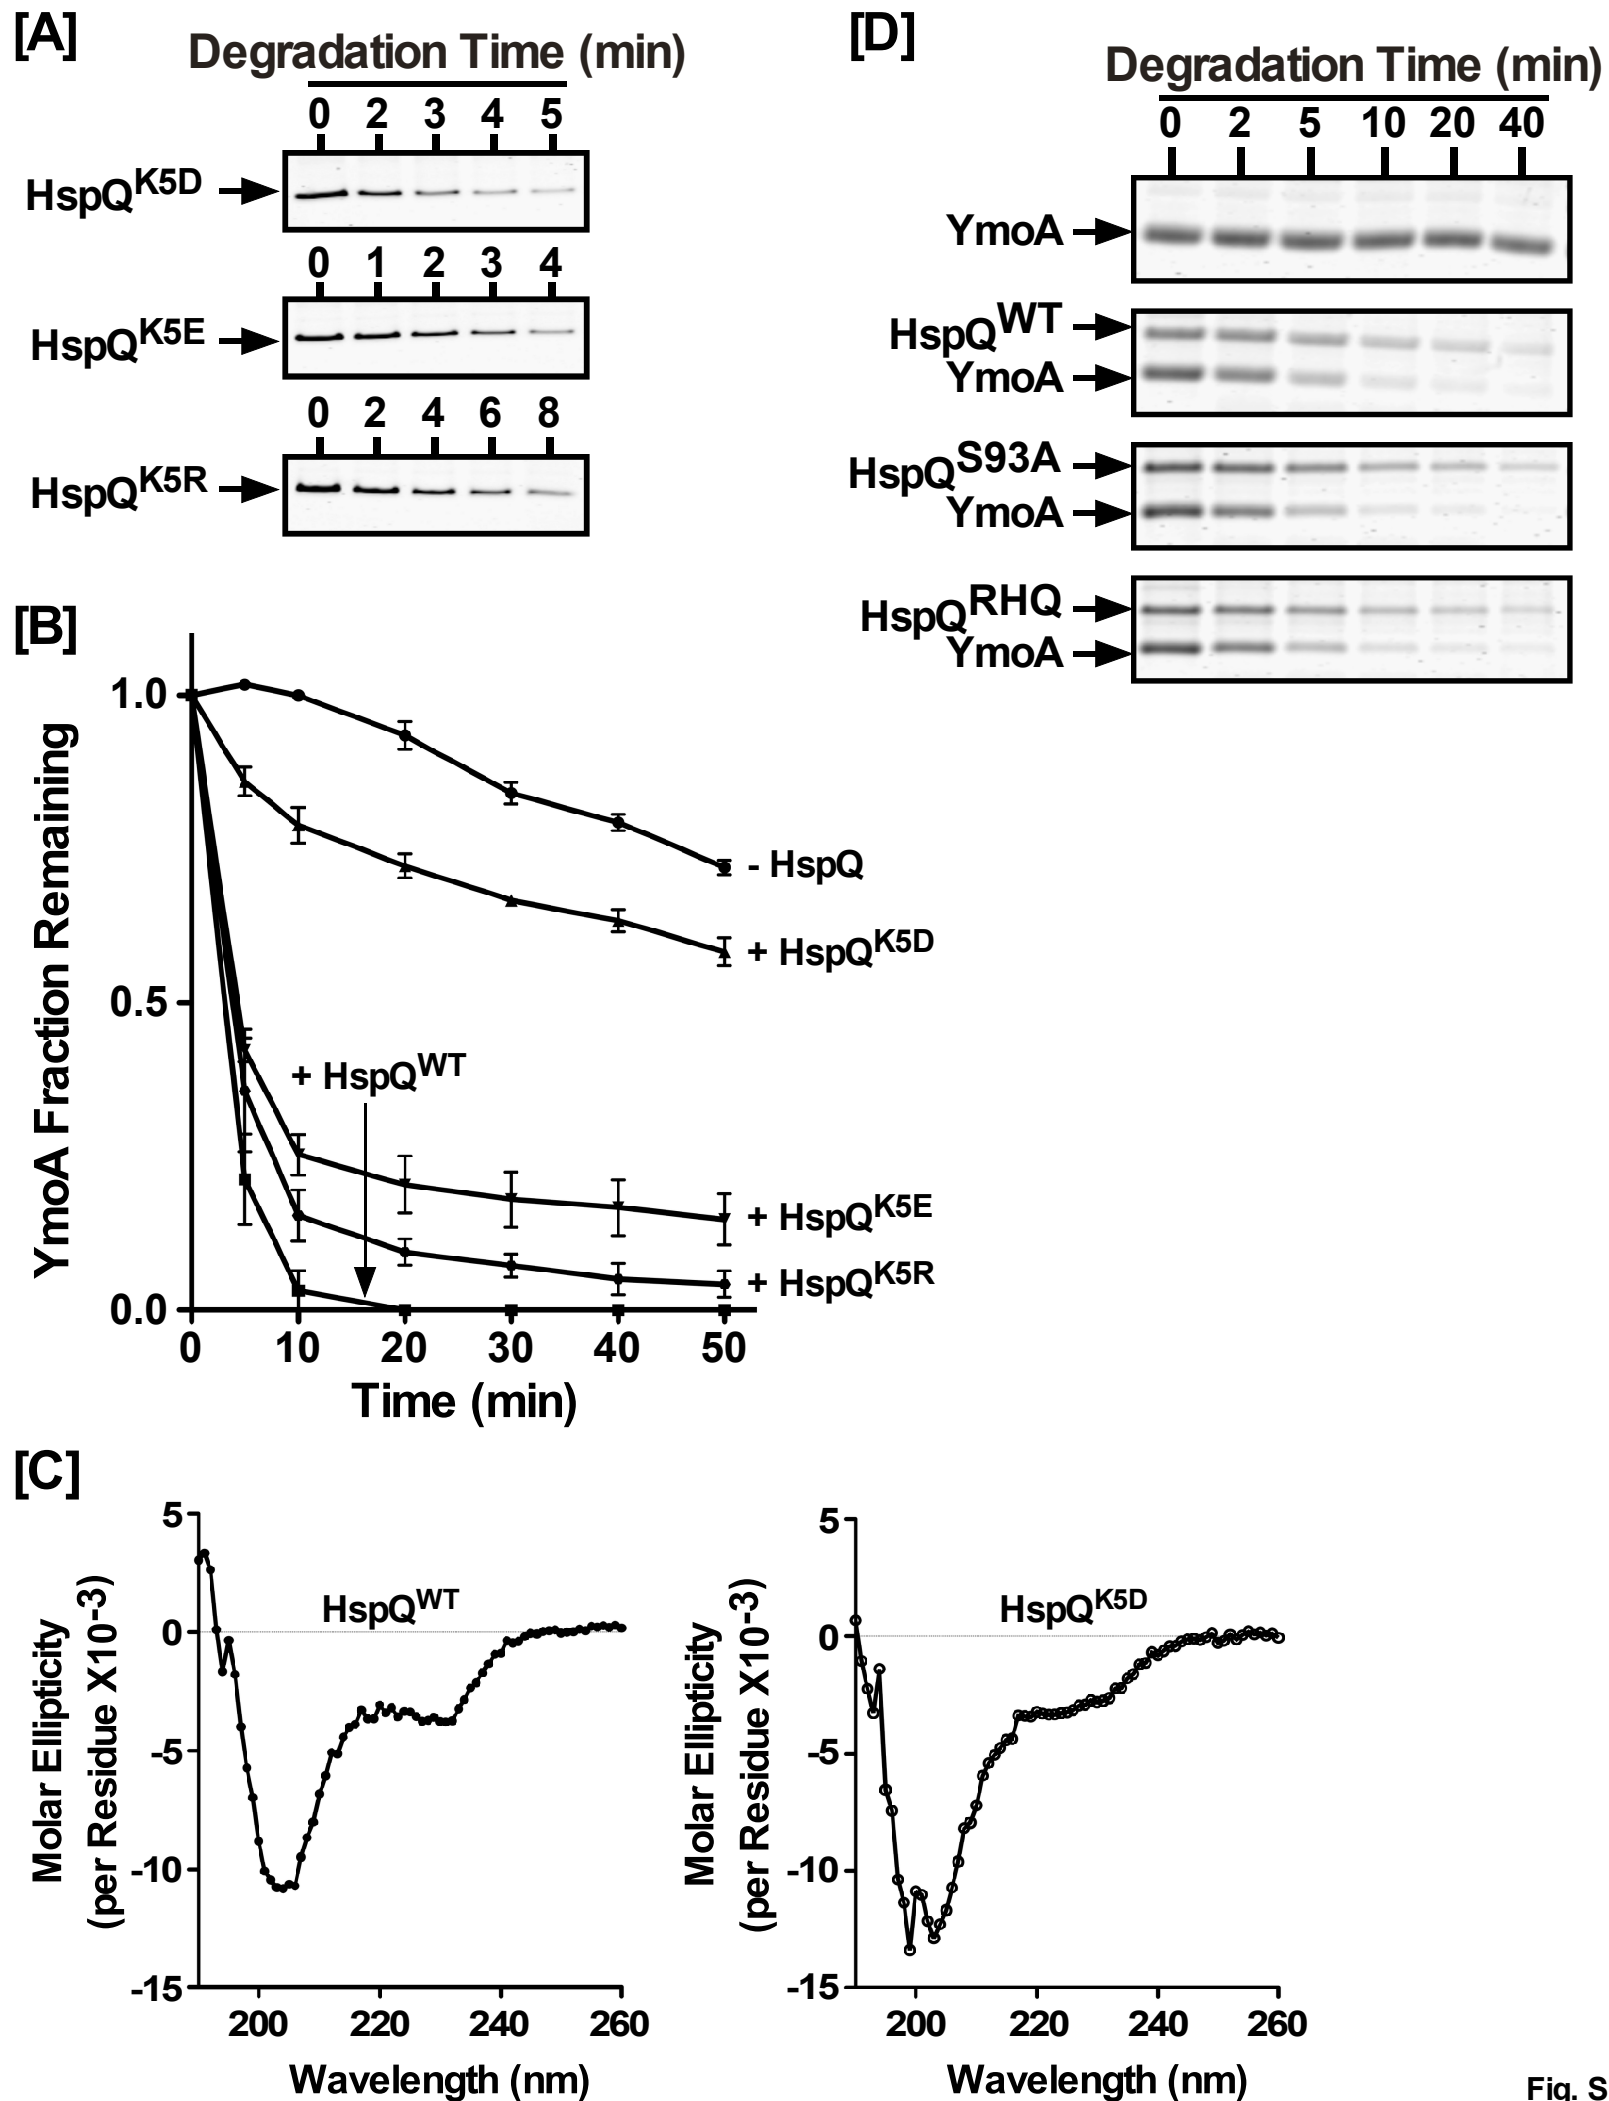 [A]
Degradation Time (min)
0 2 3 4 5
HspQK5D
0 1 2 3 4
HspQK5E
0 2 4 6 8
HspQK5R
[D]
Degradation Time (min)
0 2 5 10 20 40
YmoA
HspQWT
YmoA
HspQS93A
YmoA
HspQRHQ
YmoA
[B]
YmoA Fraction Remaining
1.0
0.5
0.0
- HspQ
+ HspQK5D
+ HspQWT
+ HspQK5E
+ HspQK5R
0 10 20 30 40 50
Time (min)
[C]
Molar Ellipticity
(per Residue X10-3)
5
0
-5
-10
-15
HspQWT
200 220 240 260
Wavelength (nm)
Molar Ellipticity
(per Residue X10-3)
5
0
-5
-10
-15
HspQK5D
200 220 240 260
Wavelength (nm)
Fig. S